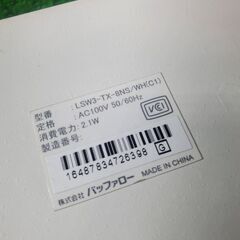 型番 : LSW3-TX-8NS/WH(C1)
定格 : AC100V 50/60Hz
消費電力: 2.1W
製造番号:
VCCI
16487834726398 G
株式会社 バッファロー
MADE IN CHINA